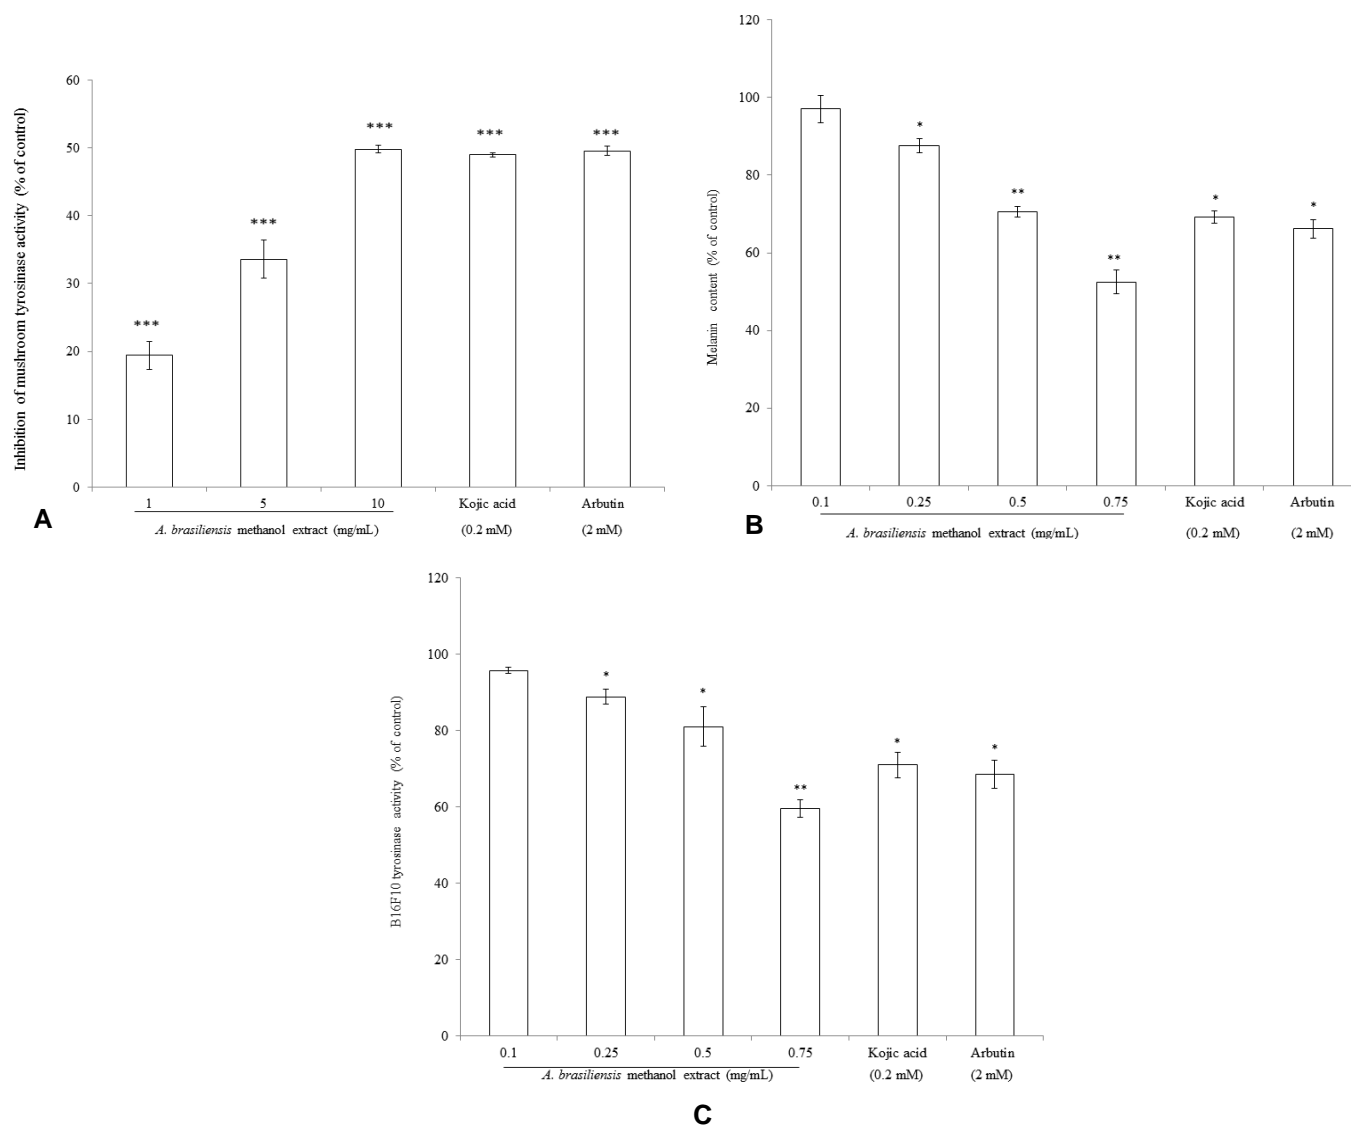 Inhibition of mushroom tyrosinase activity (% of control)
60
50
40
30
20
10
0
***
***
***
***
***
1
5
10
Kojic acid
(0.2 mM)
Arbutin
(2 mM)
A. brasiliensis methanol extract (mg/mL)
A
Melanin content (% of control)
120
100
80
60
40
20
0
*
**
**
*
*
0.1
0.25
0.5
0.75
Kojic acid
(0.2 mM)
Arbutin
(2 mM)
A. brasiliensis methanol extract (mg/mL)
B
B16F10 tyrosinase activity (% of control)
120
100
80
60
40
20
0
*
*
**
*
*
0.1
0.25
0.5
0.75
Kojic acid
(0.2 mM)
Arbutin
(2 mM)
A. brasiliensis methanol extract (mg/mL)
C